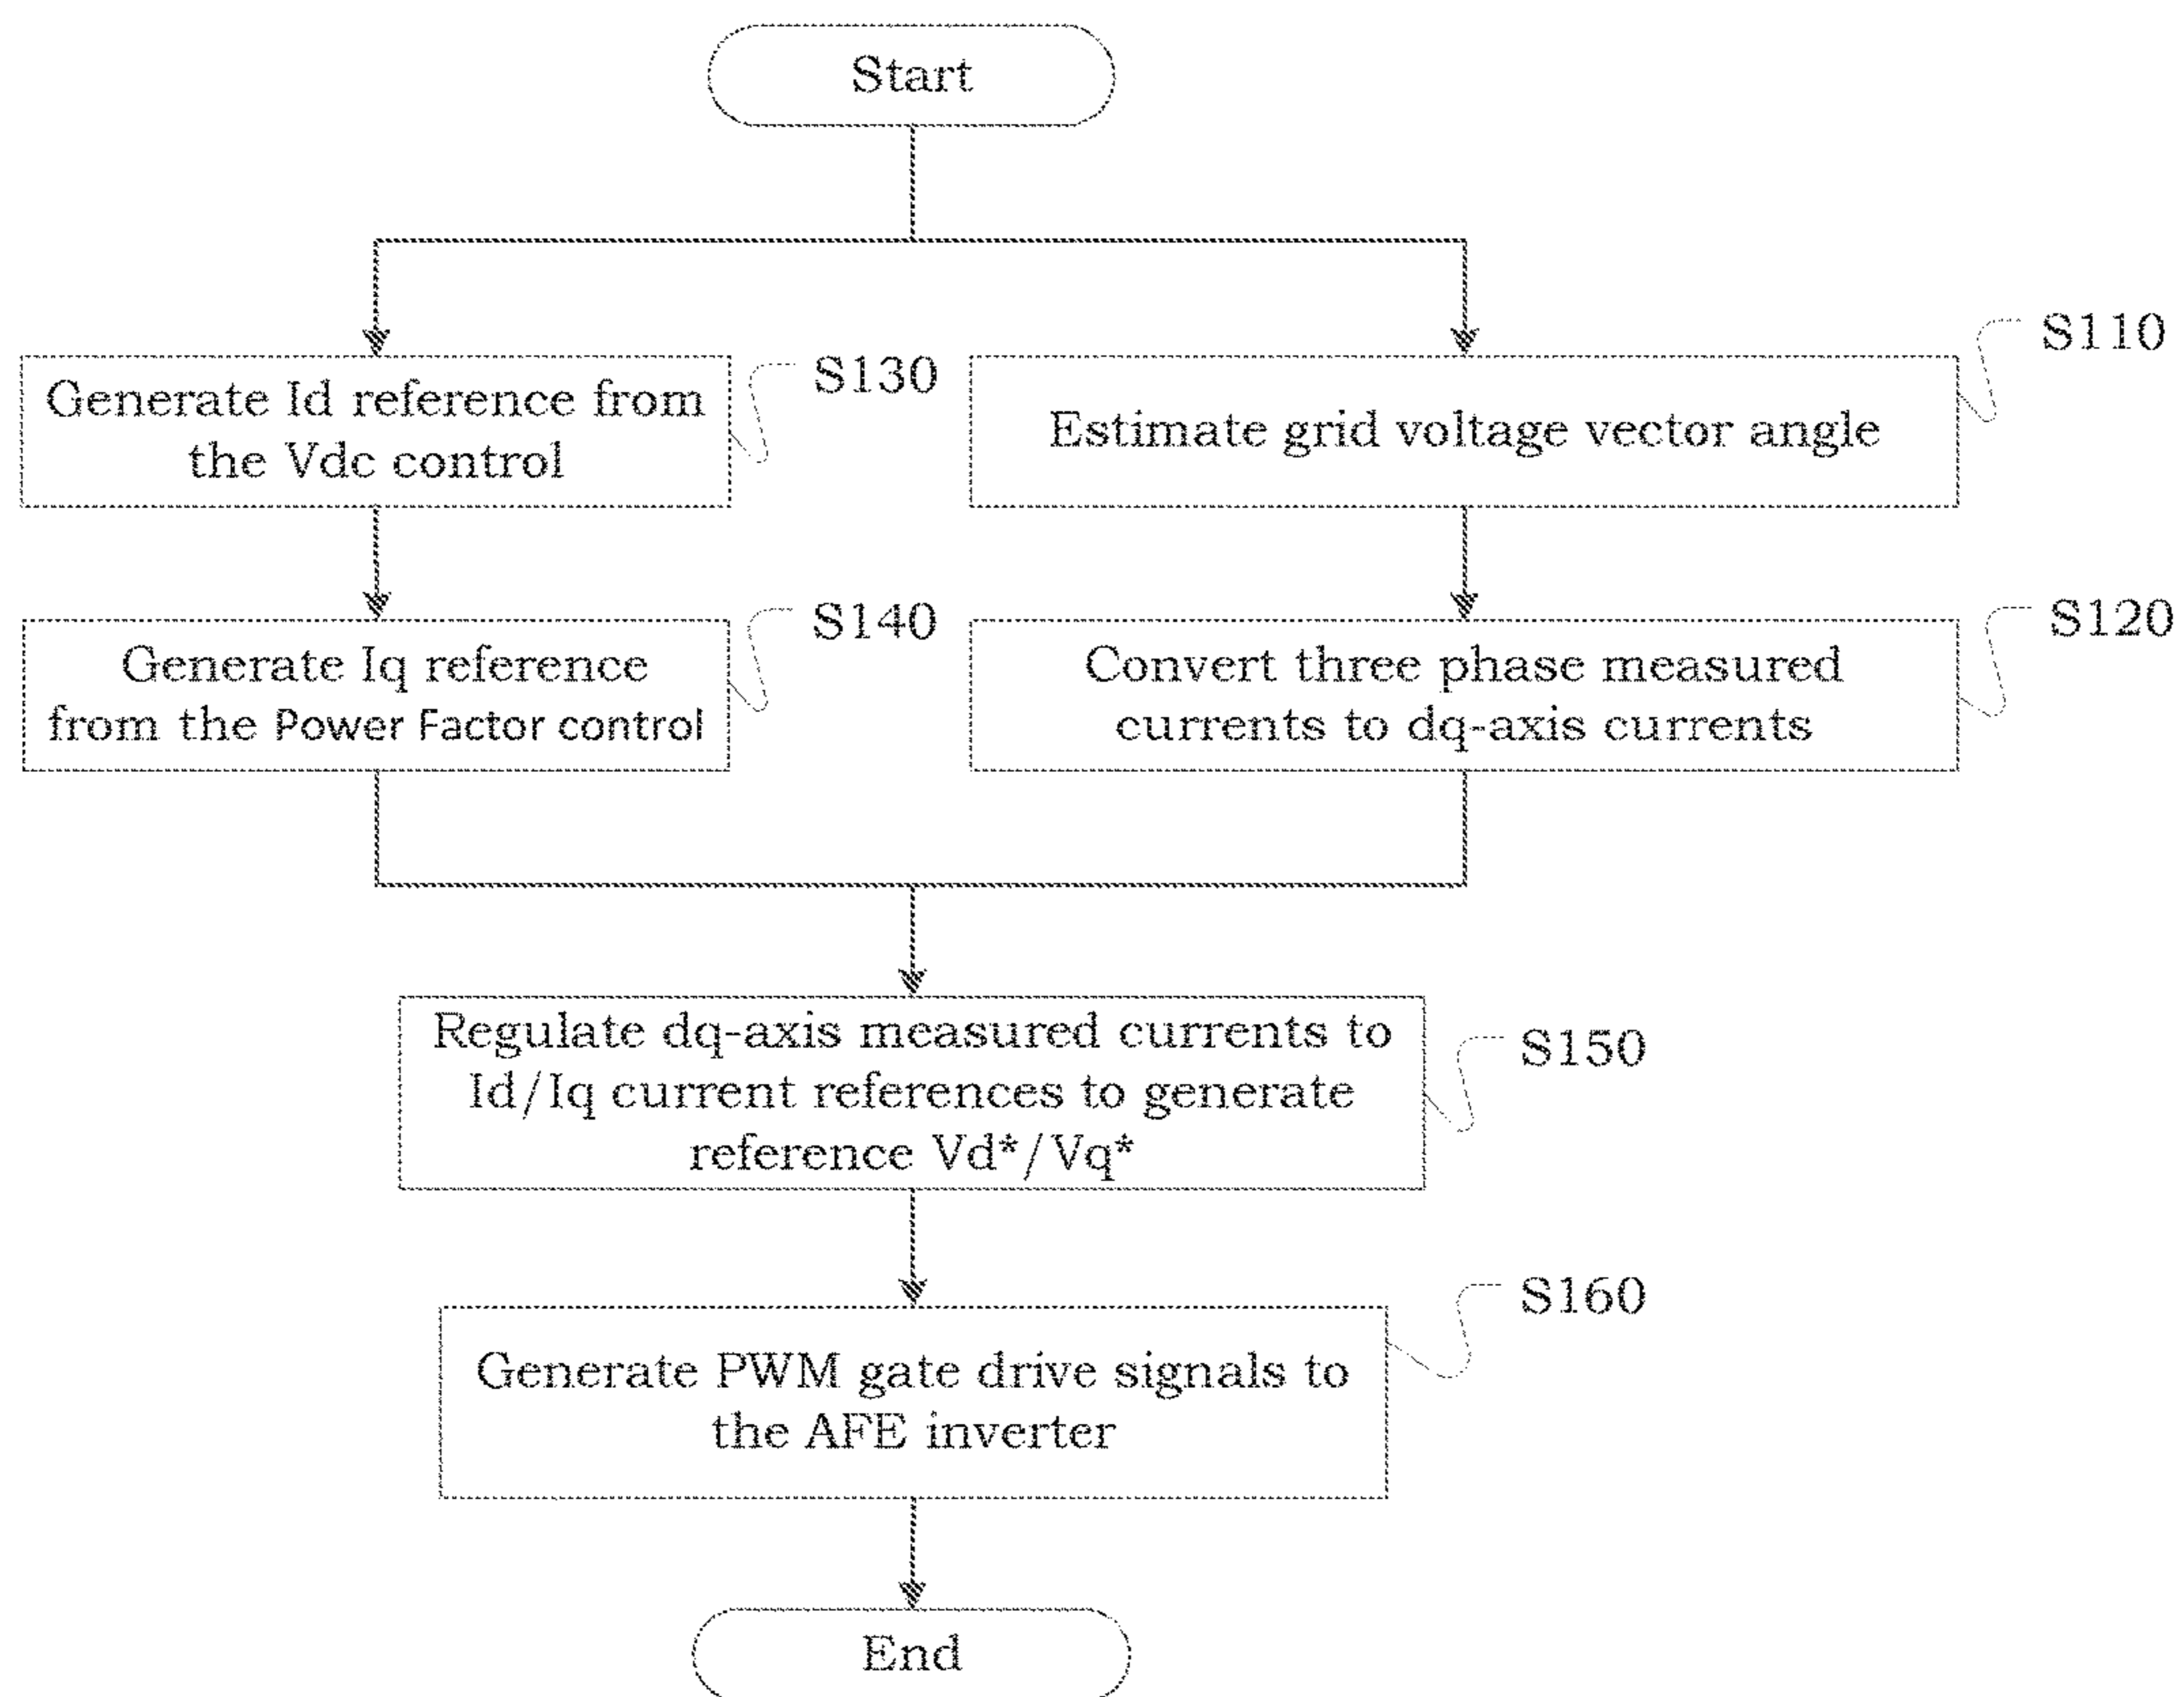 Start
S130
Generate Id reference from
the Vdc control
S110
Estimate grid voltage vector angle
S140
Generate Iq reference
from the Power Factor control
S120
Convert three phase measured
currents to dq-axis currents
S150
Regulate dq-axis measured currents to
Id/Iq current references to generate
reference Vd*/Vq*
S160
Generate PWM gate drive signals to
the AFE inverter
End